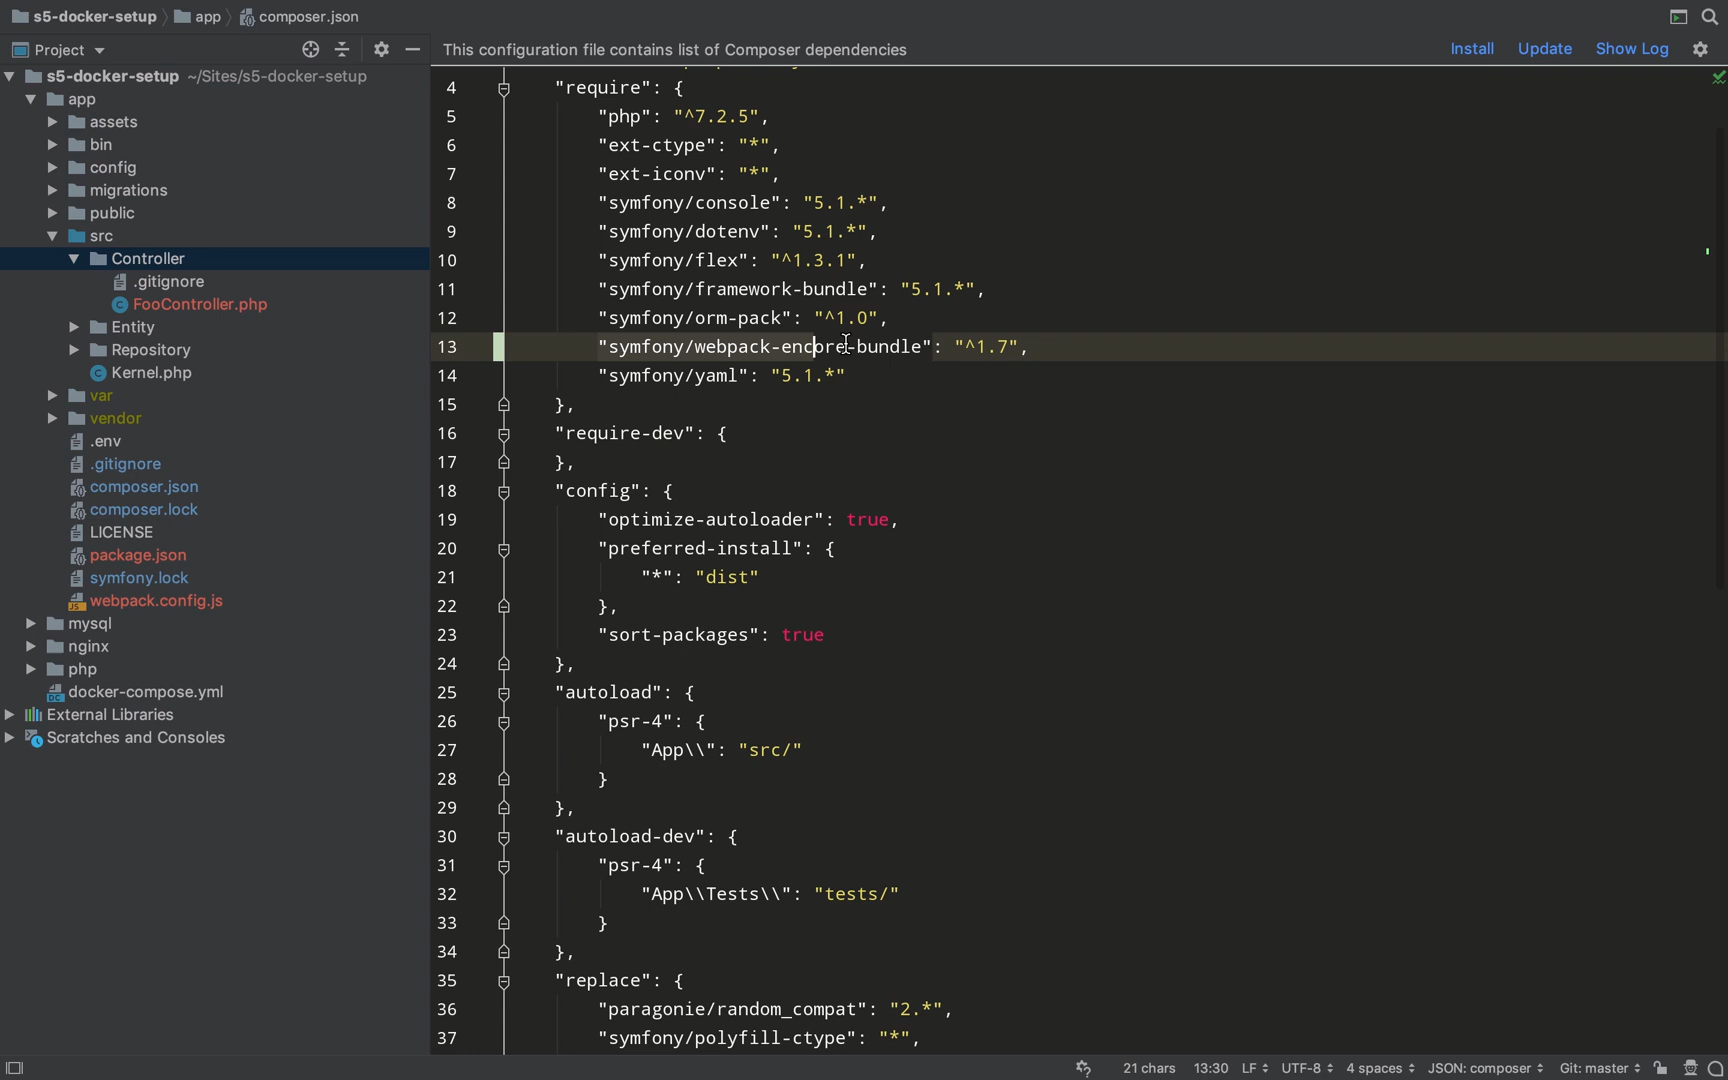 s5-docker-setup app composer.json
Project
This configuration file contains list of Composer dependencies
Install Update Show Log
s5-docker-setup ~/Sites/s5-docker-setup
app
assets
bin
config
migrations
public
src
Controller
.gitignore
FooController.php
Entity
Repository
Kernel.php
var
vendor
.env
.gitignore
composer.json
composer.lock
LICENSE
package.json
symfony.lock
webpack.config.js
mysql
nginx
php
docker-compose.yml
External Libraries
Scratches and Consoles
4 "require": {
5 "php": "^7.2.5",
6 "ext-ctype": "*",
7 "ext-iconv": "*",
8 "symfony/console": "5.1.*",
9 "symfony/dotenv": "5.1.*",
10 "symfony/flex": "^1.3.1",
11 "symfony/framework-bundle": "5.1.*",
12 "symfony/orm-pack": "^1.0",
13 "symfony/webpack-encore-bundle": "^1.7",
14 "symfony/yaml": "5.1.*"
15 },
16 "require-dev": {
17 },
18 "config": {
19 "optimize-autoloader": true,
20 "preferred-install": {
21 "*": "dist"
22 },
23 "sort-packages": true
24 },
25 "autoload": {
26 "psr-4": {
27 "App\\": "src/"
28 }
29 },
30 "autoload-dev": {
31 "psr-4": {
32 "App\\Tests\\": "tests/"
33 }
34 },
35 "replace": {
36 "paragonie/random_compat": "2.*",
37 "symfony/polyfill-ctype": "*",
21 chars 13:30 LF UTF-8 4 spaces JSON: composer Git: master